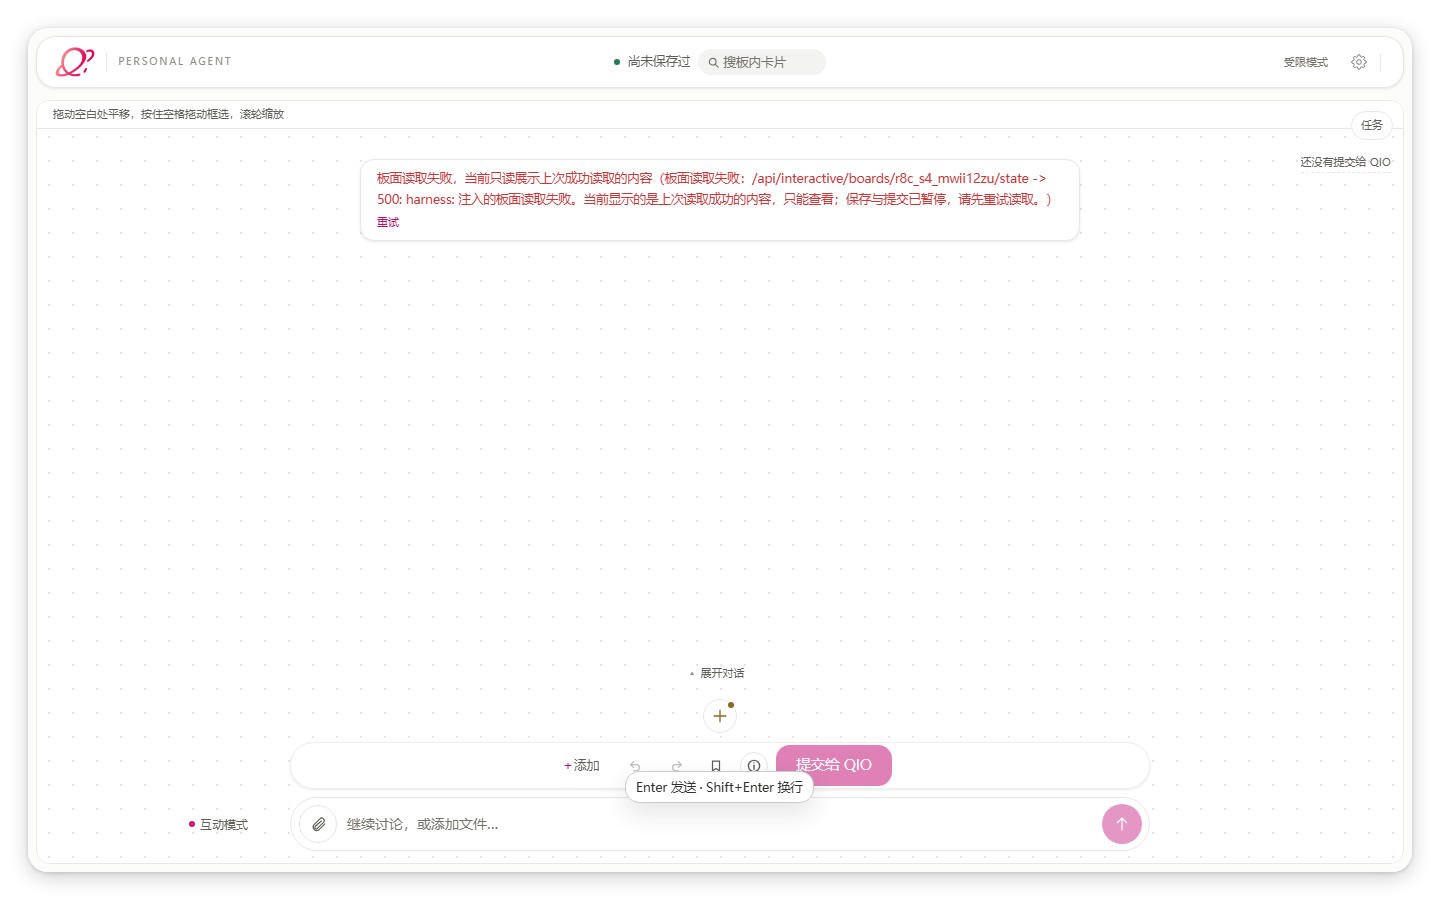 PERSONAL AGENT
尚未保存过
搜板内卡片
受限模式
拖动空白处平移，按住空格拖动框选，滚轮缩放
任务
还没有提交给 QIO
板面读取失败，当前只读展示上次成功读取的内容（板面读取失败：/api/interactive/boards/r8c_s4_mwii12zu/state ->
500: harness: 注入的板面读取失败。当前显示的是上次读取成功的内容，只能查看；保存与提交已暂停，请先重试读取。）
重试
展开对话
+添加
提交给 QIO
Enter 发送 · Shift+Enter 换行
互动模式
继续讨论，或添加文件...